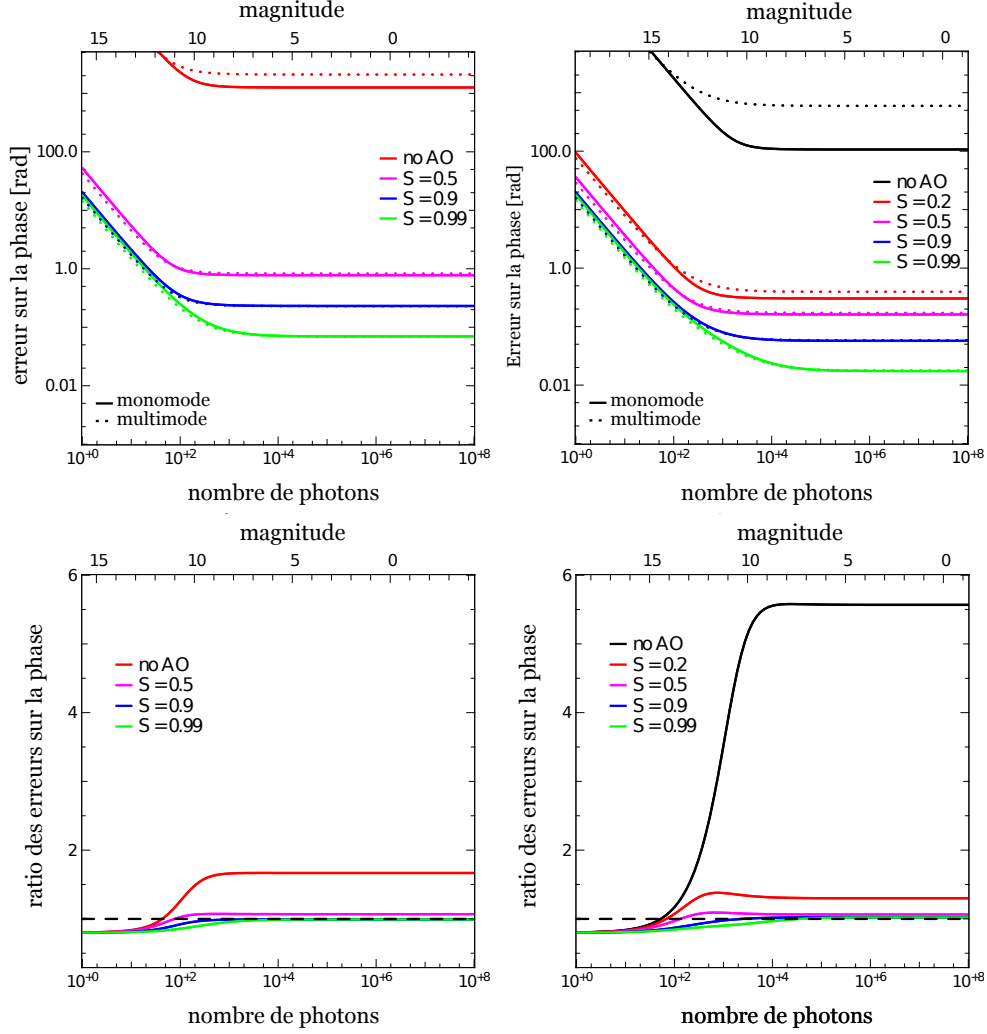 magnitude
15 10 5 0
erreur sur la phase [rad]
100.0
1.0
0.01
no AO
S = 0.5
S = 0.9
S = 0.99
monomode
multimode
10+0 10+2 10+4 10+6 10+8
nombre de photons
magnitude
15 10 5 0
Erreur sur la phase [rad]
100.0
1.0
0.01
no AO
S = 0.2
S = 0.5
S = 0.9
S = 0.99
monomode
multimode
10+0 10+2 10+4 10+6 10+8
nombre de photons
magnitude
15 10 5 0
ratio des erreurs sur la phase
6
4
2
no AO
S = 0.5
S = 0.9
S = 0.99
10+0 10+2 10+4 10+6 10+8
nombre de photons
magnitude
15 10 5 0
ratio des erreurs sur la phase
6
4
2
no AO
S = 0.2
S = 0.5
S = 0.9
S = 0.99
10+0 10+2 10+4 10+6 10+8
nombre de photons